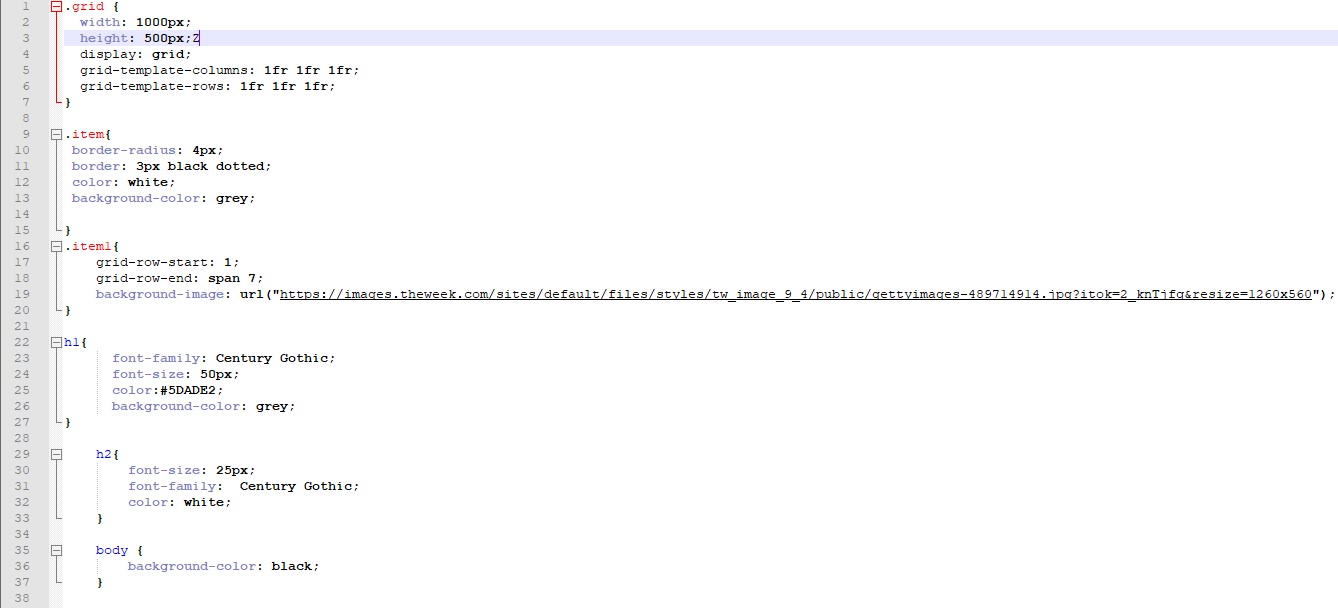 1 .grid {
2 width: 1000px;
3 height: 500px;Z
4 display: grid;
5 grid-template-columns: 1fr 1fr 1fr;
6 grid-template-rows: 1fr 1fr 1fr;
7 }
8
9 .item{
10 border-radius: 4px;
11 border: 3px black dotted;
12 color: white;
13 background-color: grey;
14
15 }
16 .item1{
17 grid-row-start: 1;
18 grid-row-end: span 7;
19 background-image: url("https://images.theweek.com/sites/default/files/styles/tw_image_9_4/public/gettyimages-489714914.jpg?itok=2_knTjfq&resize=1260x560");
20 }
21
22 h1{
23 font-family: Century Gothic;
24 font-size: 50px;
25 color:#5DADE2;
26 background-color: grey;
27 }
28
29 h2{
30 font-size: 25px;
31 font-family:  Century Gothic;
32 color: white;
33 }
34
35 body {
36 background-color: black;
37 }
38